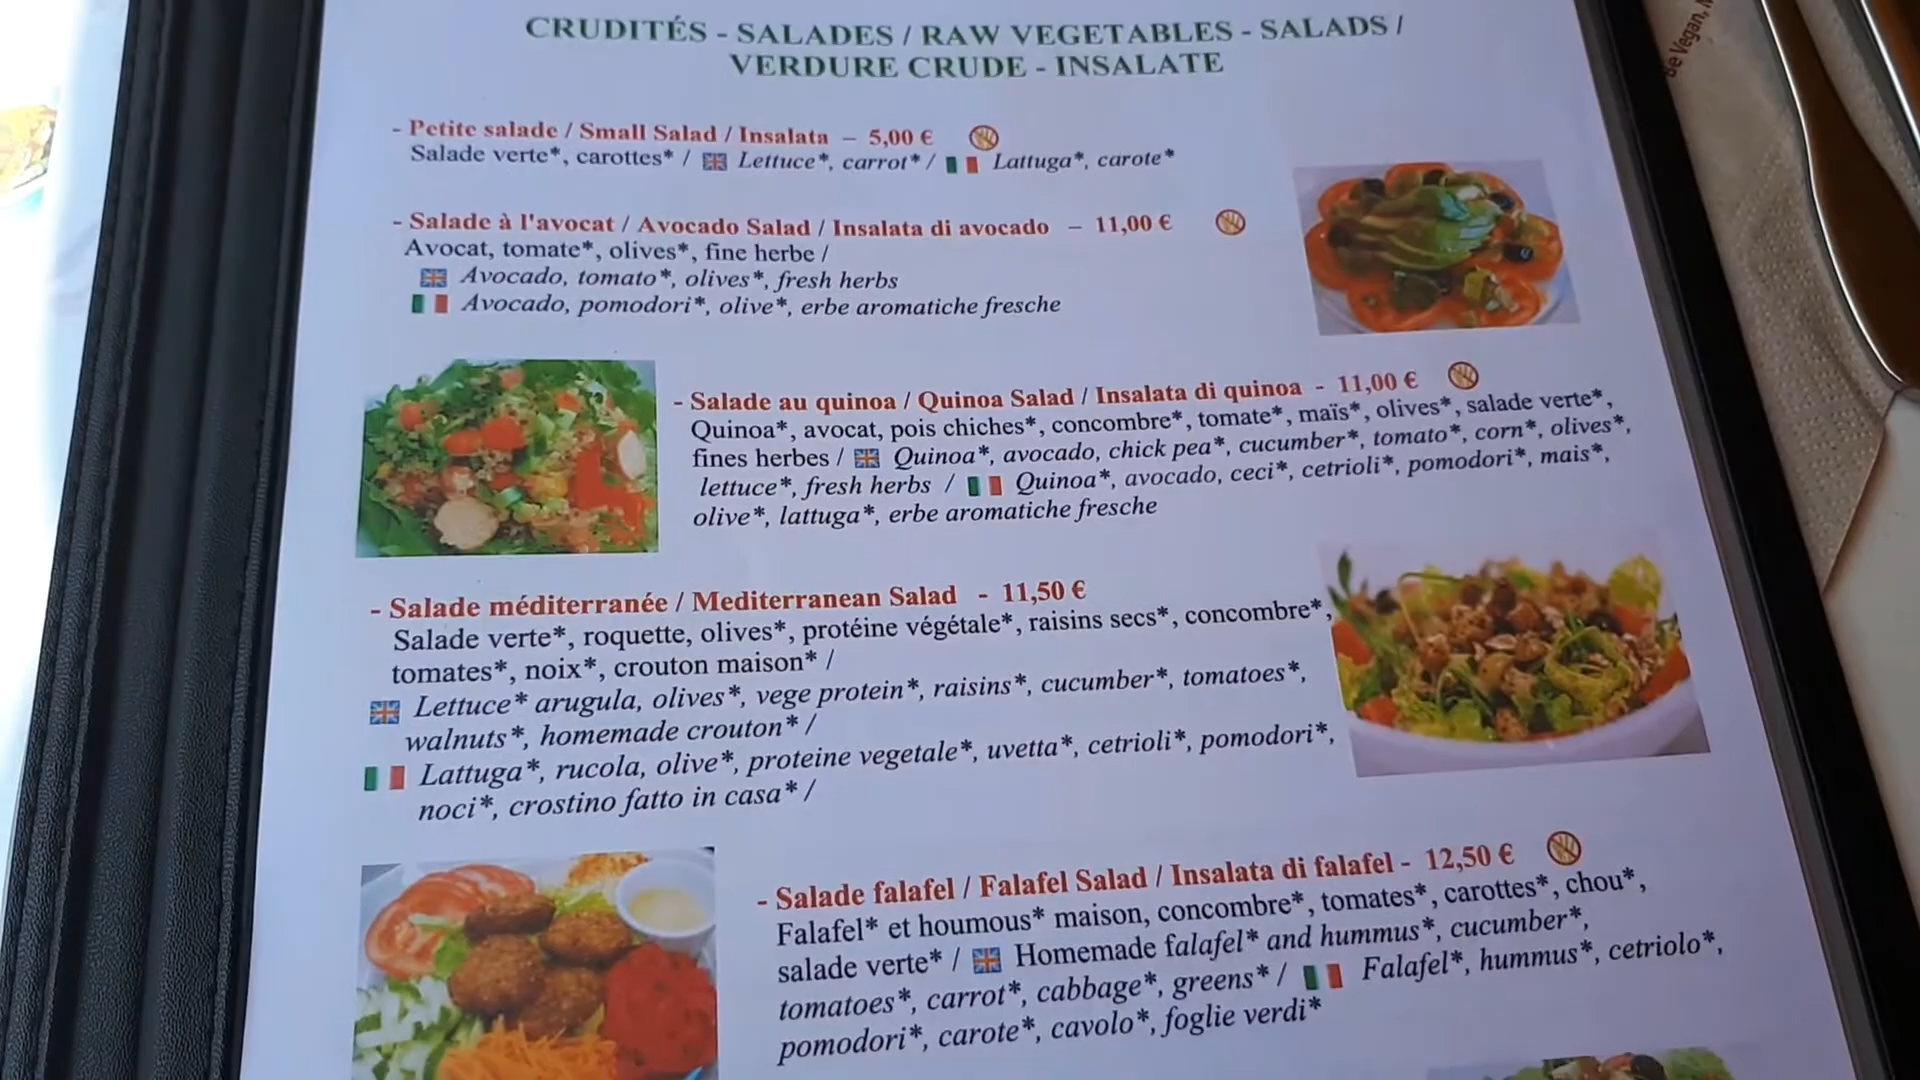 CRUDITÉS - SALADES / RAW VEGETABLES - SALADS /
VERDURE CRUDE - INSALATE
- Petite salade / Small Salad / Insalata – 5,00 €
Salade verte*, carottes* / Lettuce*, carrot* / Lattuga*, carote*
- Salade à l'avocat / Avocado Salad / Insalata di avocado – 11,00 €
Avocat, tomate*, olives*, fine herbe /
Avocado, tomato*, olives*, fresh herbs
Avocado, pomodori*, olive*, erbe aromatiche fresche
- Salade au quinoa / Quinoa Salad / Insalata di quinoa - 11,00 €
Quinoa*, avocat, pois chiches*, concombre*, tomate*, maïs*, olives*, salade verte*,
fines herbes / Quinoa*, avocado, chick pea*, cucumber*, tomato*, corn*, olives*,
lettuce*, fresh herbs / Quinoa*, avocado, ceci*, cetrioli*, pomodori*, mais*,
olive*, lattuga*, erbe aromatiche fresche
- Salade méditerranée / Mediterranean Salad - 11,50 €
Salade verte*, roquette, olives*, protéine végétale*, raisins secs*, concombre*,
tomates*, noix*, crouton maison* /
Lettuce* arugula, olives*, vege protein*, raisins*, cucumber*, tomatoes*,
walnuts*, homemade crouton* /
Lattuga*, rucola, olive*, proteine vegetale*, uvetta*, cetrioli*, pomodori*,
noci*, crostino fatto in casa* /
- Salade falafel / Falafel Salad / Insalata di falafel - 12,50 €
Falafel* et houmous* maison, concombre*, tomates*, carottes*, chou*,
salade verte* / Homemade falafel* and hummus*, cucumber*,
tomatoes*, carrot*, cabbage*, greens* / Falafel*, hummus*, cetriolo*,
pomodori*, carote*, cavolo*, foglie verdi*
Be Vegan,